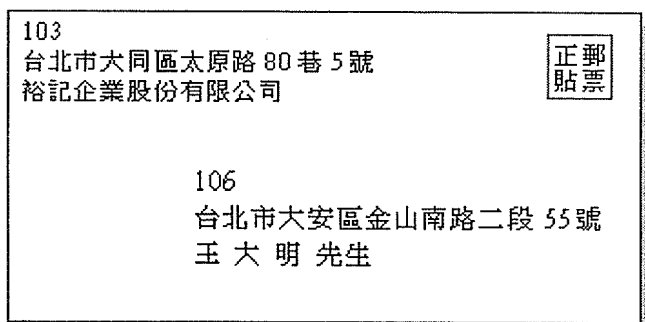 103
台北市大同區太原路 80 巷 5 號
裕記企業股份有限公司
正郵
貼票
106
台北市大安區金山南路二段 55 號
王 大 明 先生